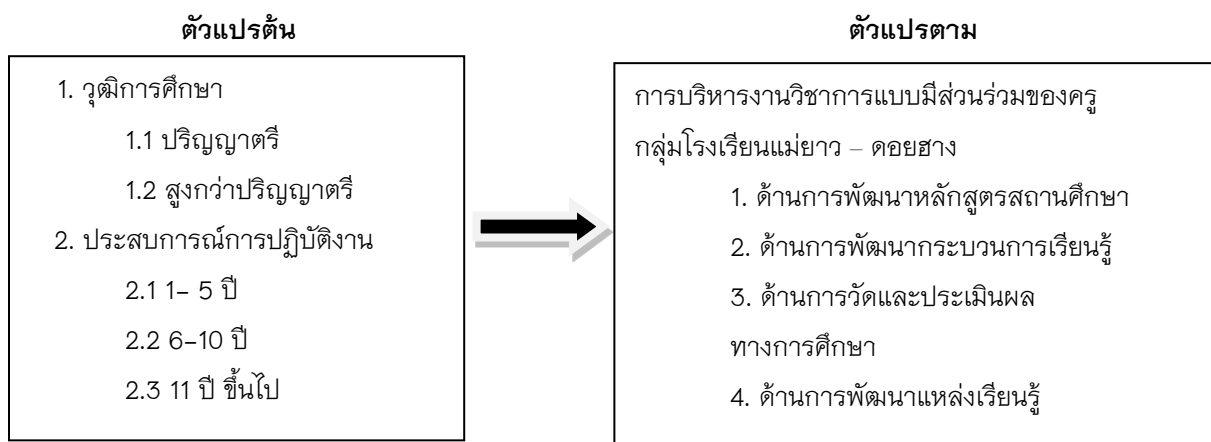 ตัวแปรต้น
1. วุฒิการศึกษา
1.1 ปริญญาตรี
1.2 สูงกว่าปริญญาตรี
2. ประสบการณ์การปฏิบัติงาน
2.1 1– 5 ปี
2.2 6–10 ปี
2.3 11 ปี ขึ้นไป
ตัวแปรตาม
การบริหารงานวิชาการแบบมีส่วนร่วมของครู
กลุ่มโรงเรียนแม่ยาว – ดอยฮาง
1. ด้านการพัฒนาหลักสูตรสถานศึกษา
2. ด้านการพัฒนากระบวนการเรียนรู้
3. ด้านการวัดและประเมินผล
ทางการศึกษา
4. ด้านการพัฒนาแหล่งเรียนรู้